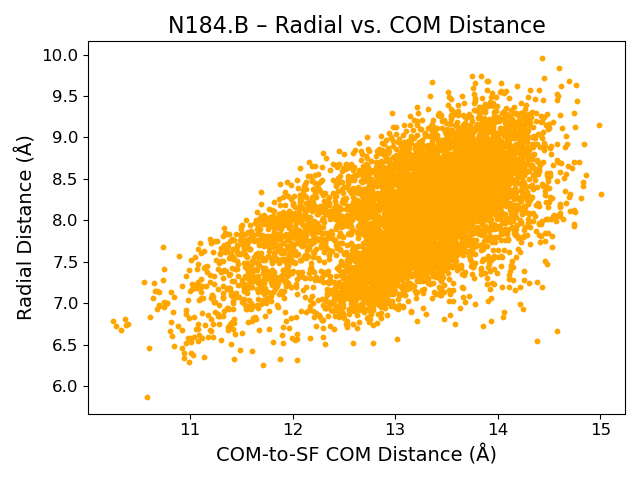 N184.B – Radial vs. COM Distance
10.0
9.5
9.0
8.5
8.0
7.5
7.0
6.5
6.0
Radial Distance (Å)
11 12 13 14 15
COM-to-SF COM Distance (Å)